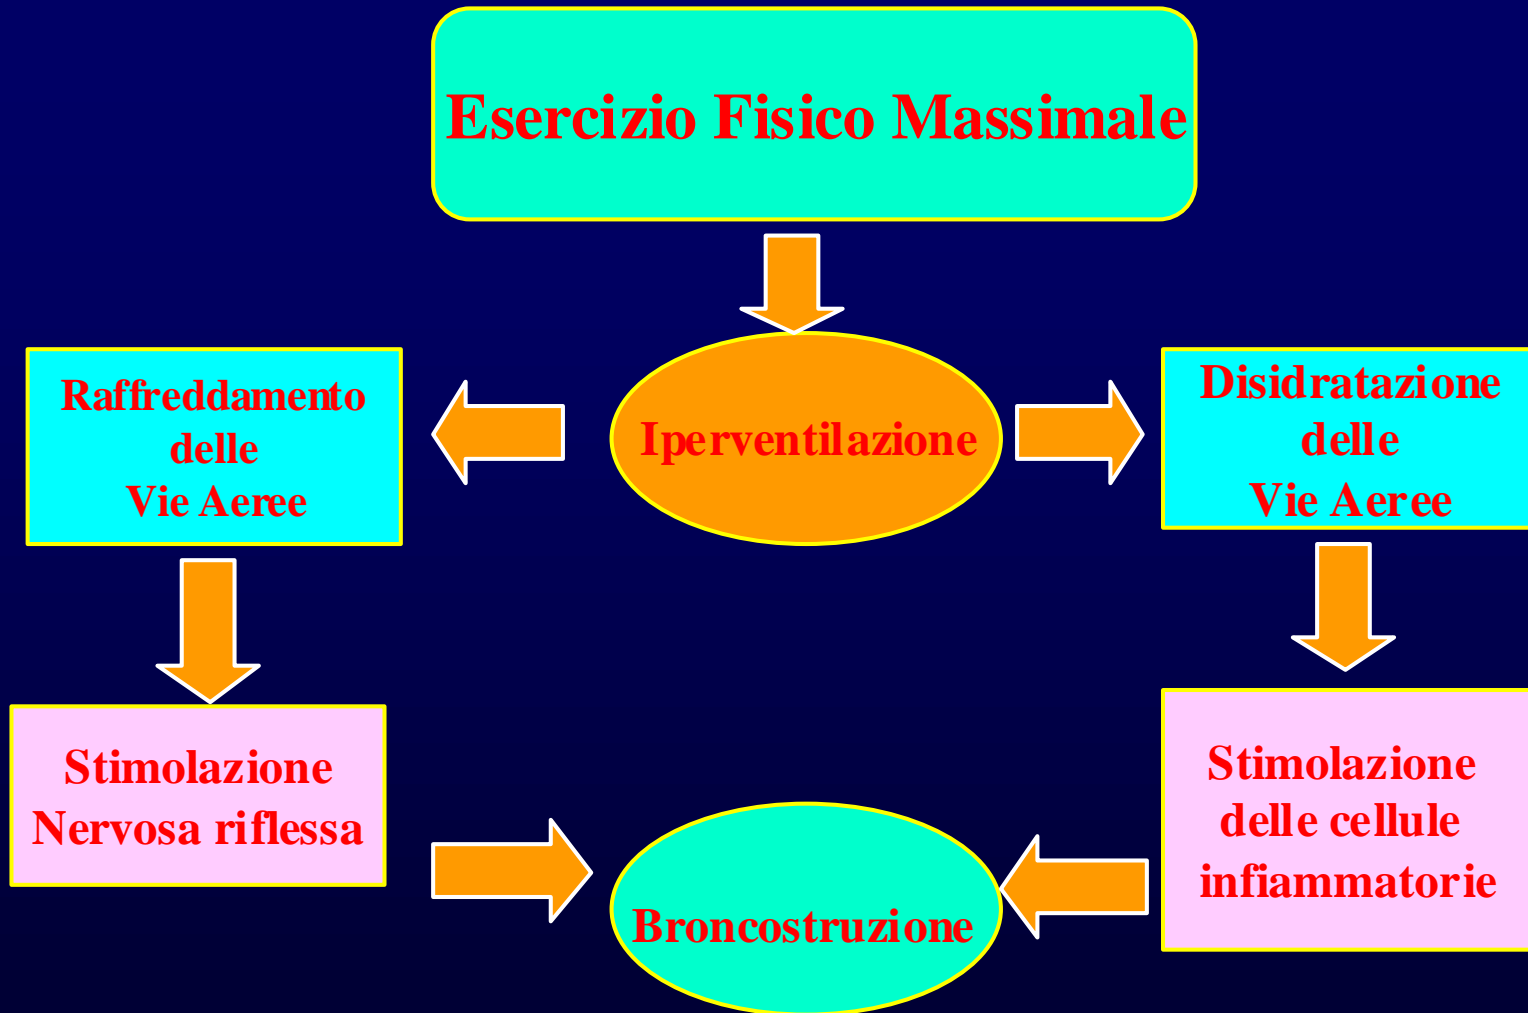 Esercizio Fisico Massimale
Raffreddamento
delle
Vie Aeree
Iperventilazione
Disidratazione
delle
Vie Aeree
Stimolazione
Nervosa riflessa
Broncostruzione
Stimolazione
delle cellule
infiammatorie